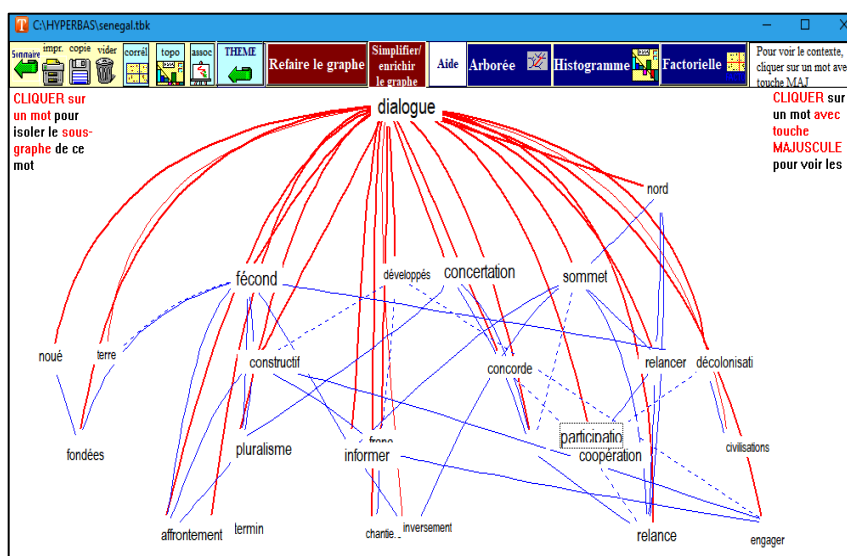 C:\HYPERBAS\senegal.tbk
Sommaire
impr. copie vider
corrél
topo
assoc
THEME
Refaire le graphe
Simplifier/
enrichir
le graphe
Aide
Arborée
Histogramme
Factorielle
Pour voir le contexte,
cliquer sur un mot ave
touche MAJ
CLIQUER sur
un mot pour
isoler le sous-
graphe de ce
mot
CLIQUER sur
un mot avec
touche
MAJUSCULE
pour voir les
dialogue
nord
fécond
développés
concertation
sommet
noué
terre
constructif
concorde
relancer
décolonisati
fondées
pluralisme
informer
participatio
coopération
civilisations
affrontement
termin
chantie
inversement
relance
engager